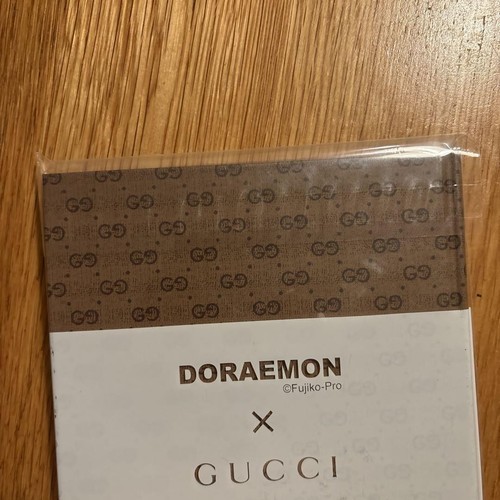 DORAEMON
©Fujiko-Pro
×
GUCCI